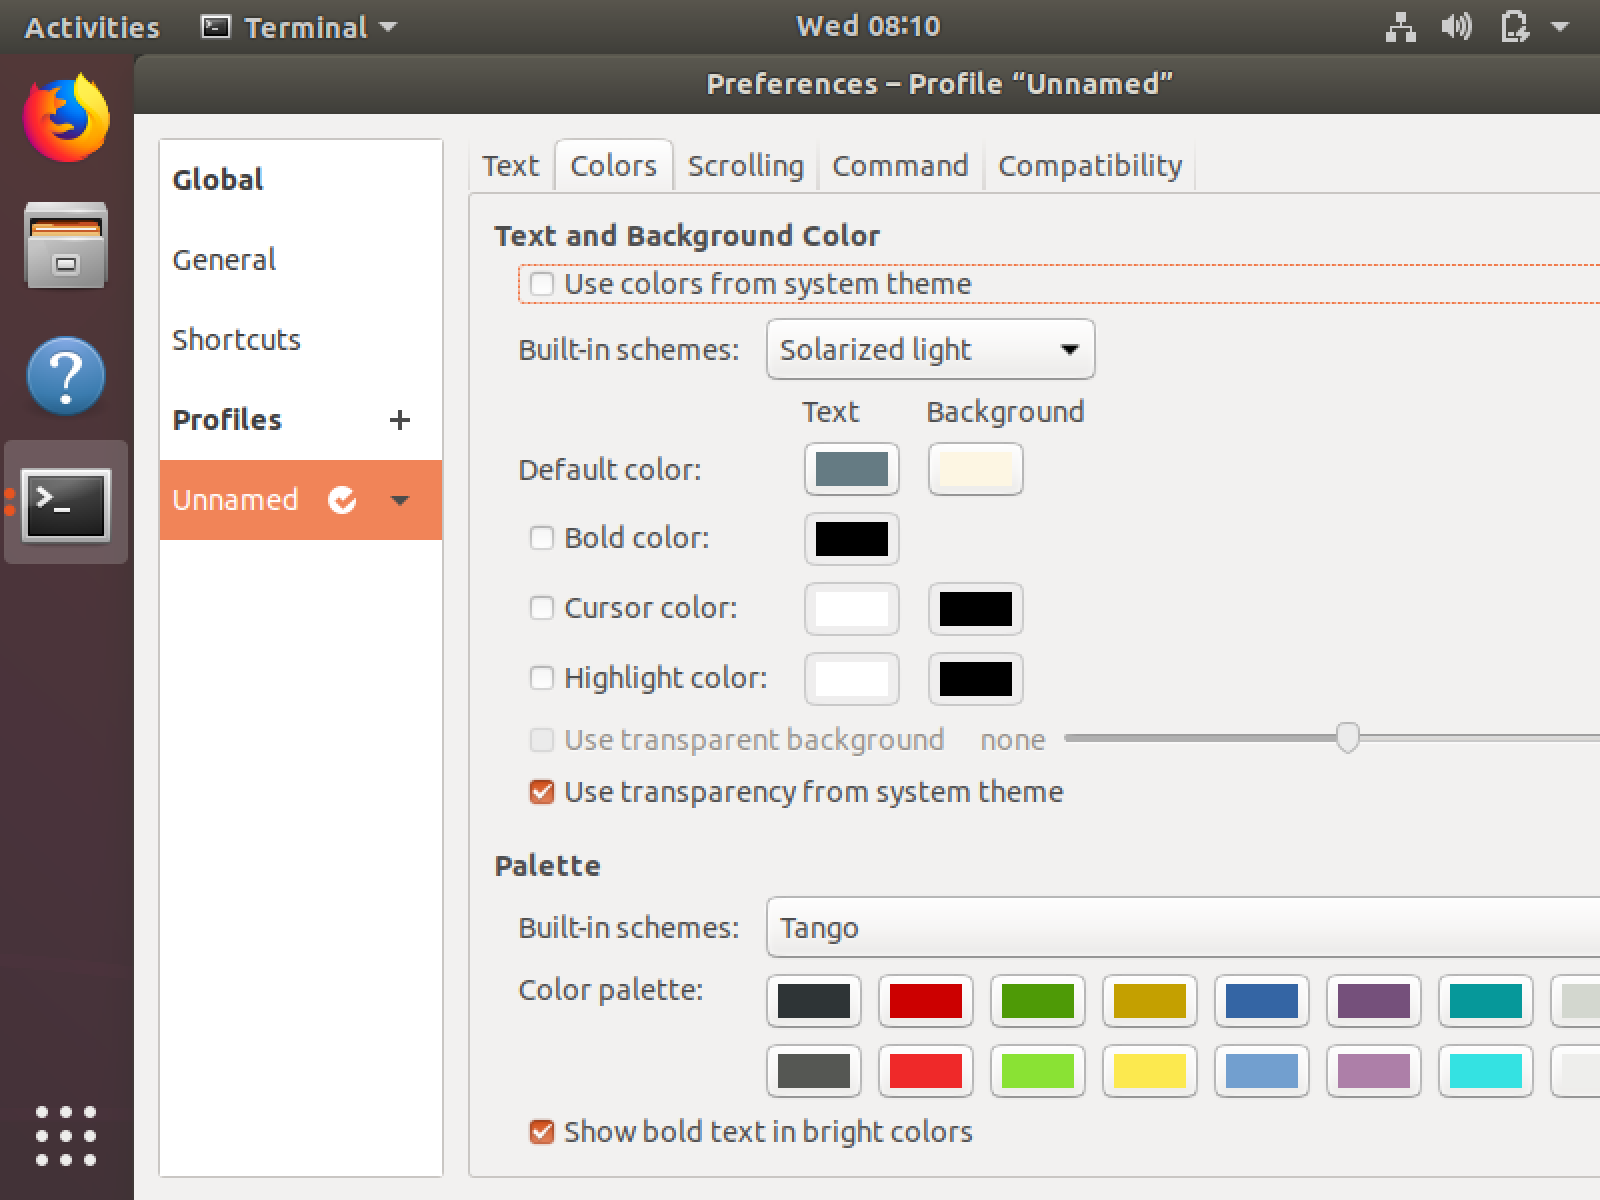 Activities Terminal Wed 08:10
Preferences – Profile “Unnamed”
Global
General
Shortcuts
Profiles
Unnamed
Text Colors Scrolling Command Compatibility
Text and Background Color
Use colors from system theme
Built-in schemes: Solarized light
Text Background
Default color:
Bold color:
Cursor color:
Highlight color:
Use transparent background none
Use transparency from system theme
Palette
Built-in schemes: Tango
Color palette:
Show bold text in bright colors